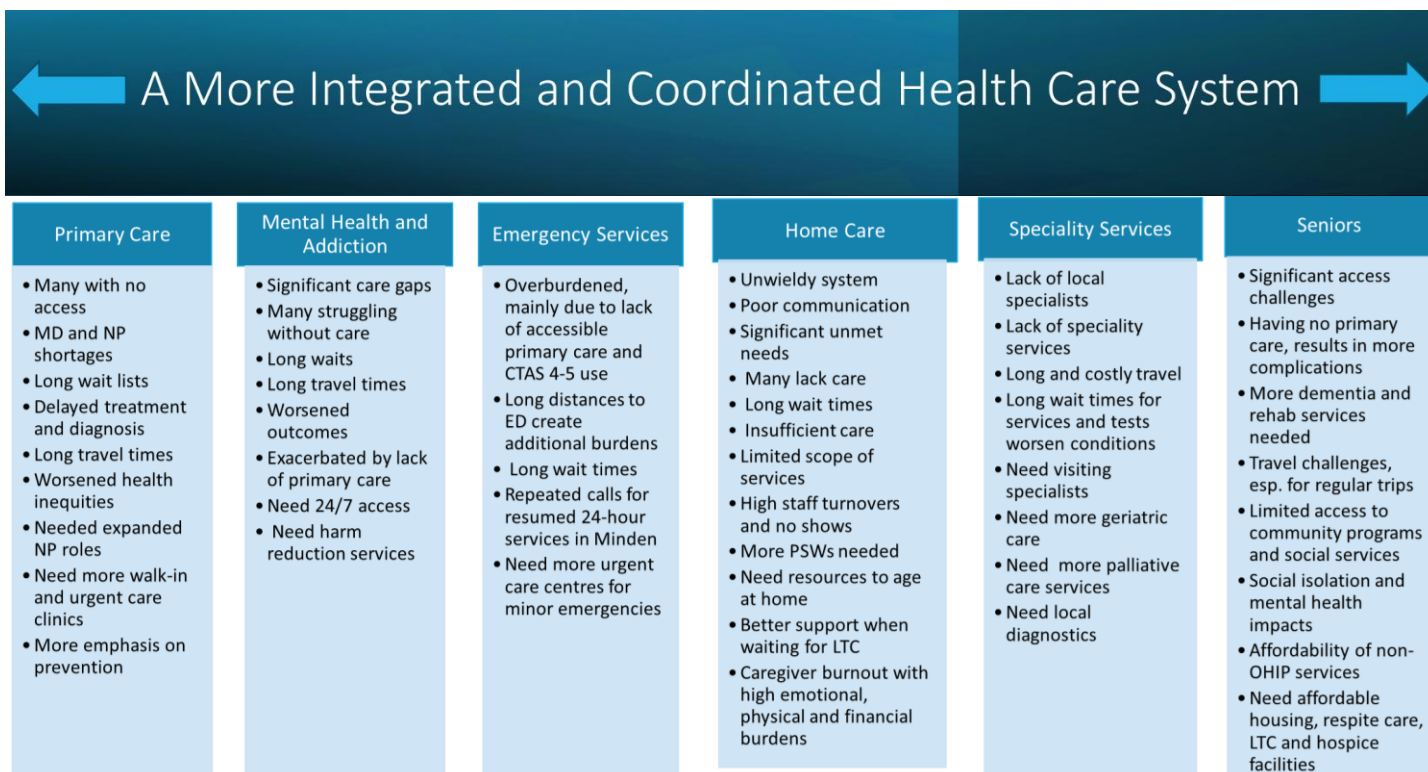 A More Integrated and Coordinated Health Care System
Primary Care
• Many with no
access
• MD and NP
shortages
• Long wait lists
• Delayed treatment
and diagnosis
• Long travel times
• Worsened health
inequities
• Needed expanded
NP roles
• Need more walk-in
and urgent care
clinics
• More emphasis on
prevention
Mental Health and
Addiction
• Significant care gaps
• Many struggling
without care
• Long waits
• Long travel times
• Worsened
outcomes
• Exacerbated by lack
of primary care
• Need 24/7 access
• Need harm
reduction services
Emergency Services
• Overburdened,
mainly due to lack
of accessible
primary care and
CTAS 4-5 use
• Long distances to
ED create
additional burdens
• Long wait times
• Repeated calls for
resumed 24-hour
services in Minden
• Need more urgent
care centres for
minor emergencies
Home Care
• Unwieldy system
• Poor communication
• Significant unmet
needs
• Many lack care
• Long wait times
• Insufficient care
• Limited scope of
services
• High staff turnovers
and no shows
• More PSWs needed
• Need resources to age
at home
• Better support when
waiting for LTC
• Caregiver burnout with
high emotional,
physical and financial
burdens
Speciality Services
• Lack of local
specialists
• Lack of speciality
services
• Long and costly travel
• Long wait times for
services and tests
worsen conditions
• Need visiting
specialists
• Need more geriatric
care
• Need more palliative
care services
• Need local
diagnostics
Seniors
• Significant access
challenges
• Having no primary
care, results in more
complications
• More dementia and
rehab services
needed
• Travel challenges,
esp. for regular trips
• Limited access to
community programs
and social services
• Social isolation and
mental health
impacts
• Affordability of non-
OHIP services
• Need affordable
housing, respite care,
LTC and hospice
facilities